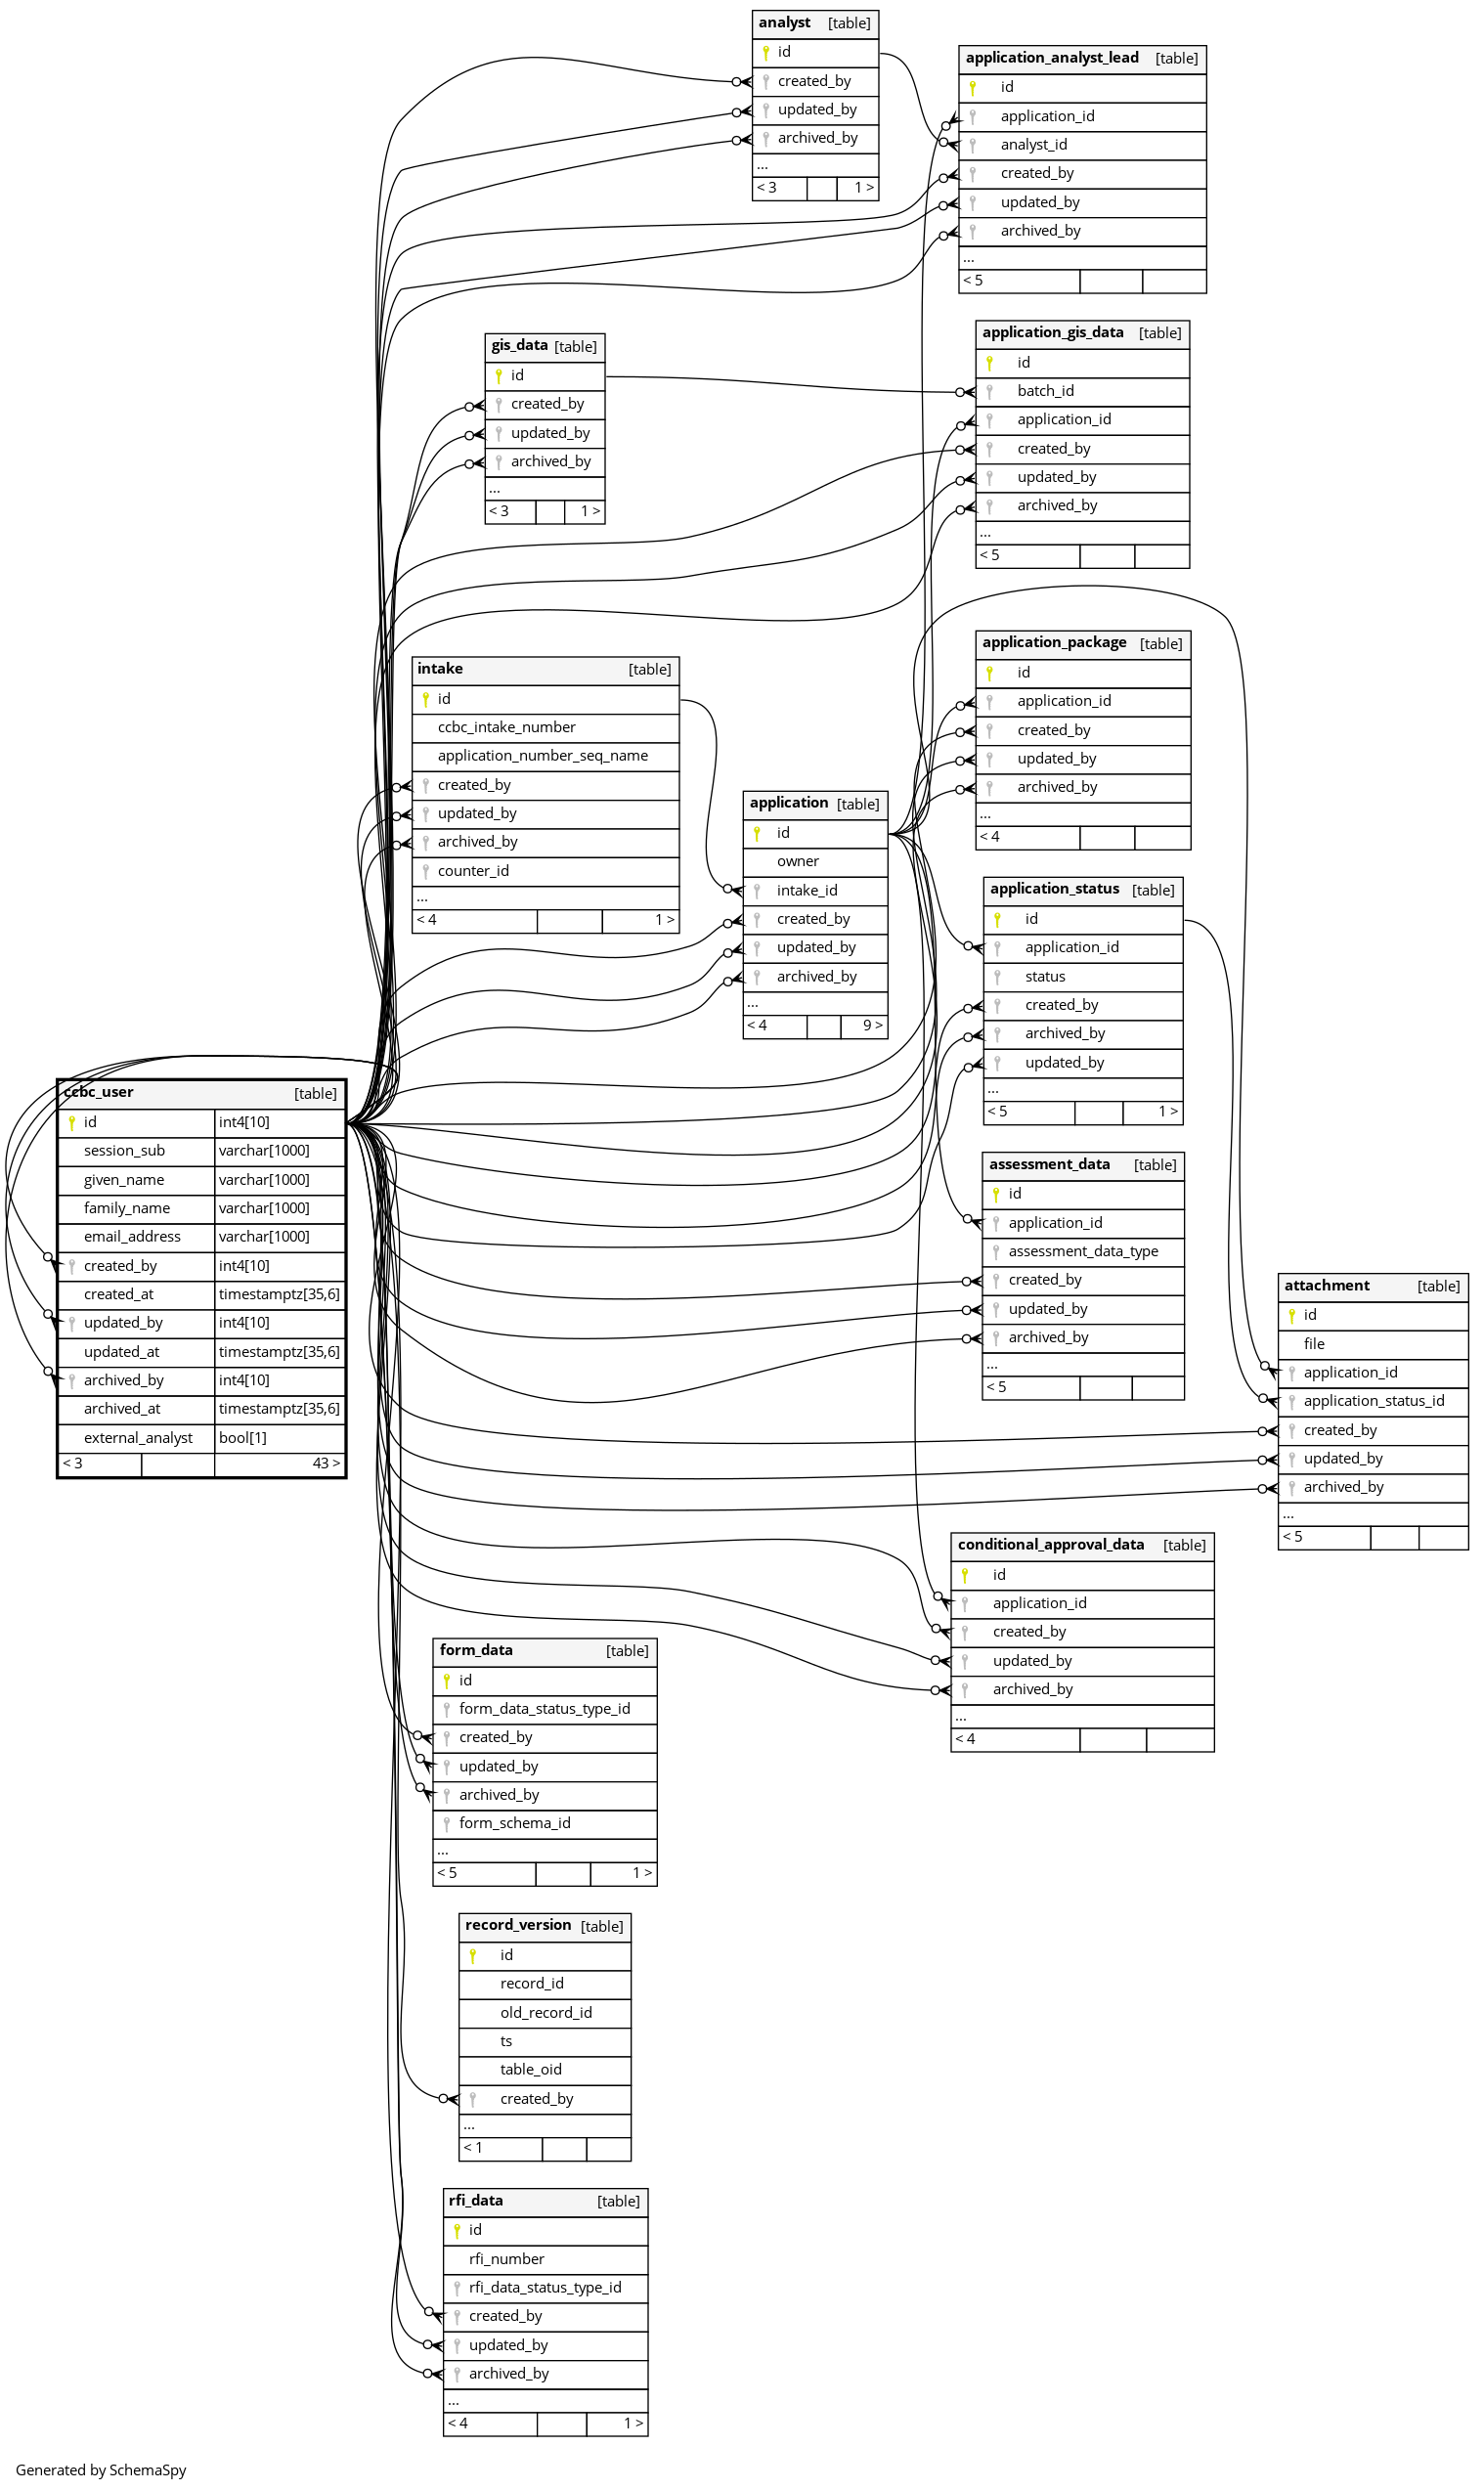 analyst [table]
id
created_by
updated_by
archived_by
...
< 3 1 >
application_analyst_lead [table]
id
application_id
analyst_id
created_by
updated_by
archived_by
...
< 5
gis_data [table]
id
created_by
updated_by
archived_by
...
< 3 1 >
application_gis_data [table]
id
batch_id
application_id
created_by
updated_by
archived_by
...
< 5
intake [table]
id
ccbc_intake_number
application_number_seq_name
created_by
updated_by
archived_by
counter_id
...
< 4 1 >
application_package [table]
id
application_id
created_by
updated_by
archived_by
...
< 4
application [table]
id
owner
intake_id
created_by
updated_by
archived_by
...
< 4 9 >
application_status [table]
id
application_id
status
created_by
archived_by
updated_by
...
< 5 1 >
ccbc_user [table]
id int4[10]
session_sub varchar[1000]
given_name varchar[1000]
family_name varchar[1000]
email_address varchar[1000]
created_by int4[10]
created_at timestamptz[35,6]
updated_by int4[10]
updated_at timestamptz[35,6]
archived_by int4[10]
archived_at timestamptz[35,6]
external_analyst bool[1]
< 3 43 >
assessment_data [table]
id
application_id
assessment_data_type
created_by
updated_by
archived_by
...
< 5
attachment [table]
id
file
application_id
application_status_id
created_by
updated_by
archived_by
...
< 5
conditional_approval_data [table]
id
application_id
created_by
updated_by
archived_by
...
< 4
form_data [table]
id
form_data_status_type_id
created_by
updated_by
archived_by
form_schema_id
...
< 5 1 >
record_version [table]
id
record_id
old_record_id
ts
table_oid
created_by
...
< 1
rfi_data [table]
id
rfi_number
rfi_data_status_type_id
created_by
updated_by
archived_by
...
< 4 1 >
Generated by SchemaSpy